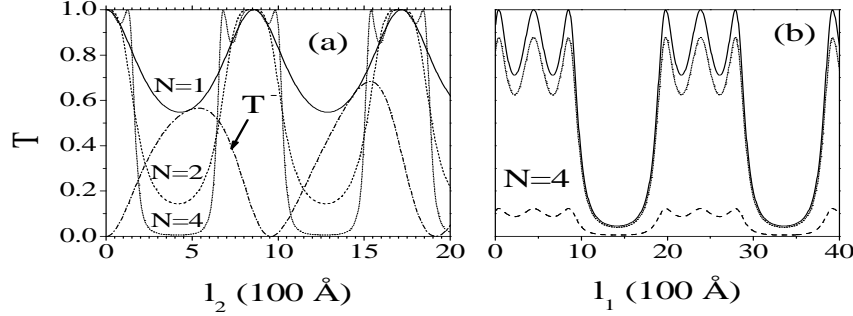 1.0
0.8
0.6
0.4
0.2
0.0
T
(a)
N=1
T⁻
N=2
N=4
0 5 10 15 20
l₂ (100 Å)
(b)
N=4
0 10 20 30 40
l₁ (100 Å)